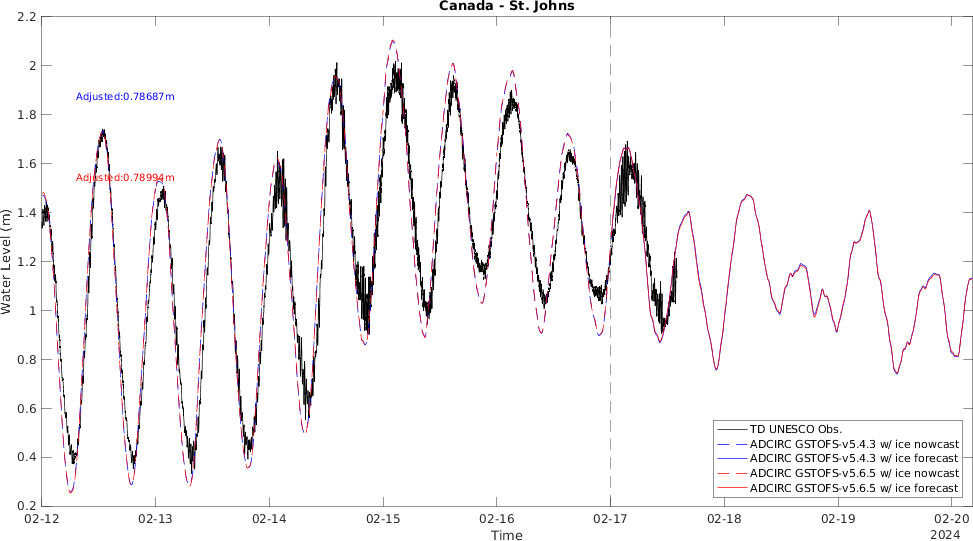 Canada - St. Johns
2.2
2
1.8
1.6
1.4
1.2
1
0.8
0.6
0.4
0.2
Water Level (m)
Adjusted:0.78687m
Adjusted:0.78994m
TD UNESCO Obs.
ADCIRC GSTOFS-v5.4.3 w/ ice nowcast
ADCIRC GSTOFS-v5.4.3 w/ ice forecast
ADCIRC GSTOFS-v5.6.5 w/ ice nowcast
ADCIRC GSTOFS-v5.6.5 w/ ice forecast
02-12 02-13 02-14 02-15 02-16 02-17 02-18 02-19 02-20
Time
2024